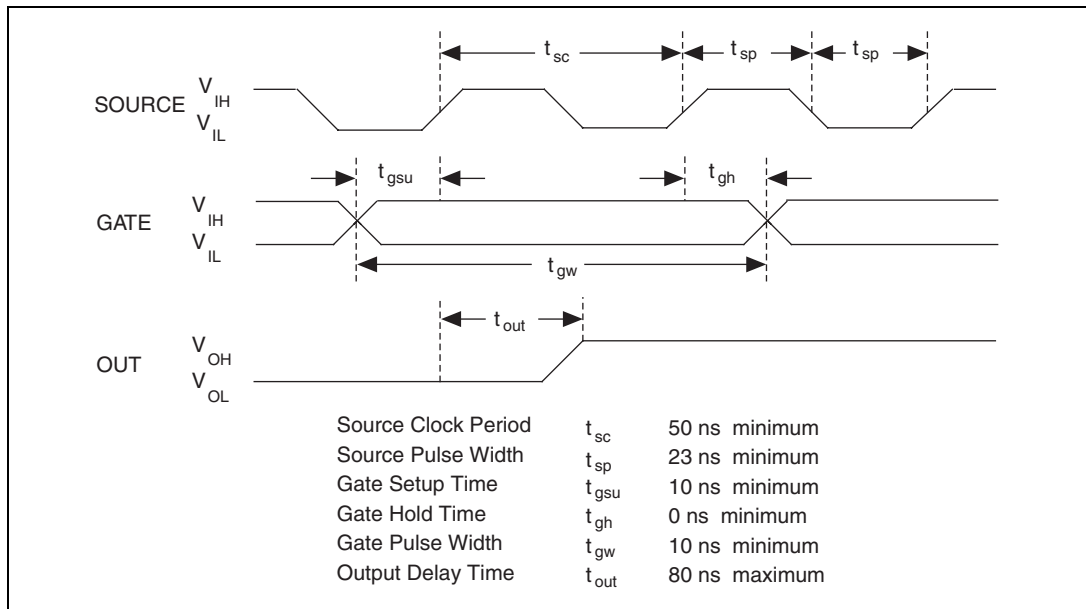 t sc t sp t sp
SOURCE V IH
V IL
t gsu t gh
GATE V IH
V IL
t gw
t out
OUT V OH
V OL
Source Clock Period t sc 50 ns minimum
Source Pulse Width t sp 23 ns minimum
Gate Setup Time t gsu 10 ns minimum
Gate Hold Time t gh 0 ns minimum
Gate Pulse Width t gw 10 ns minimum
Output Delay Time t out 80 ns maximum